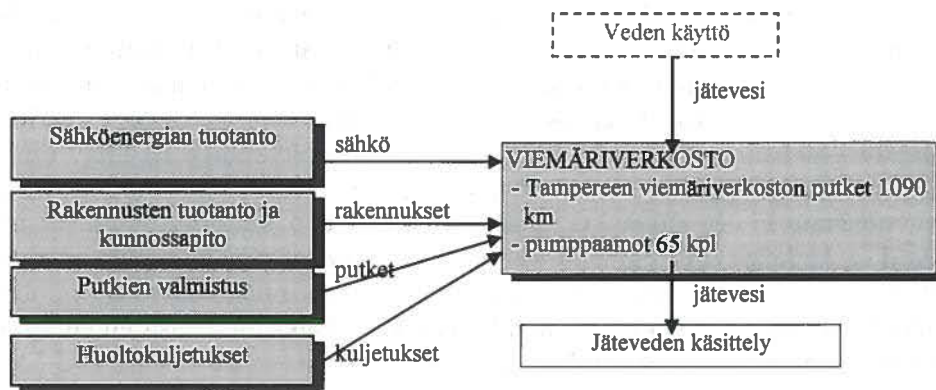 Veden käyttö
jätevesi
Sähköenergian tuotanto
sähkö
VIEMÄRIVERKOSTO
- Tampereen viemäriverkoston putket 1090
km
- pumppaamot 65 kpl
Rakennusten tuotanto ja
kunnossapito
rakennukset
Putkien valmistus
putket
jätevesi
Huoltokuljetukset
kuljetukset
Jäteveden käsittely